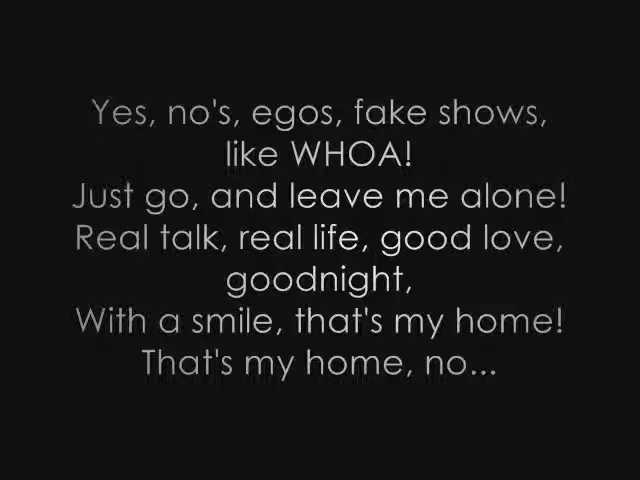 Yes, no's, egos, fake shows,
like WHOA!
Just go, and leave me alone!
Real talk, real life, good love,
goodnight,
With a smile, that's my home!
That's my home, no...